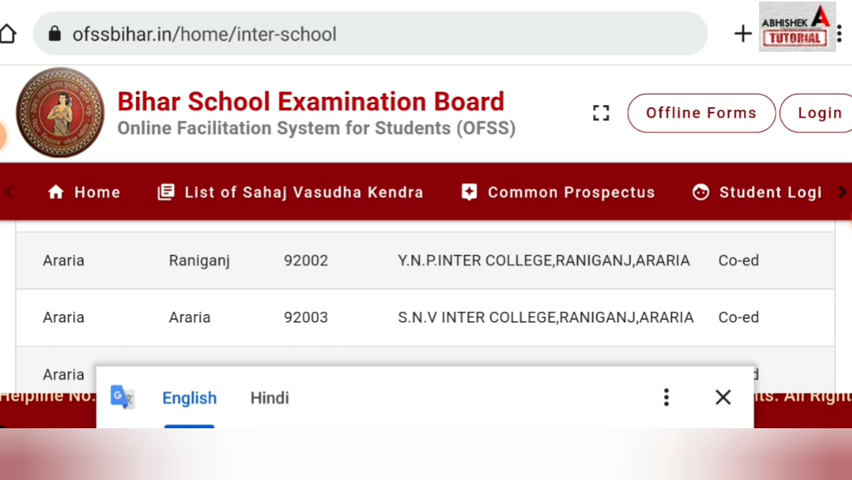 ofssbihar.in/home/inter-school
ABHISHEK A
TUTORIAL
Bihar School Examination Board
Online Facilitation System for Students (OFSS)
Offline Forms
Login
Home
List of Sahaj Vasudha Kendra
Common Prospectus
Student Logi
Araria Raniganj 92002 Y.N.P.INTER COLLEGE,RANIGANJ,ARARIA Co-ed
Araria Araria 92003 S.N.V INTER COLLEGE,RANIGANJ,ARARIA Co-ed
Araria
English Hindi
Helpline No. All Right